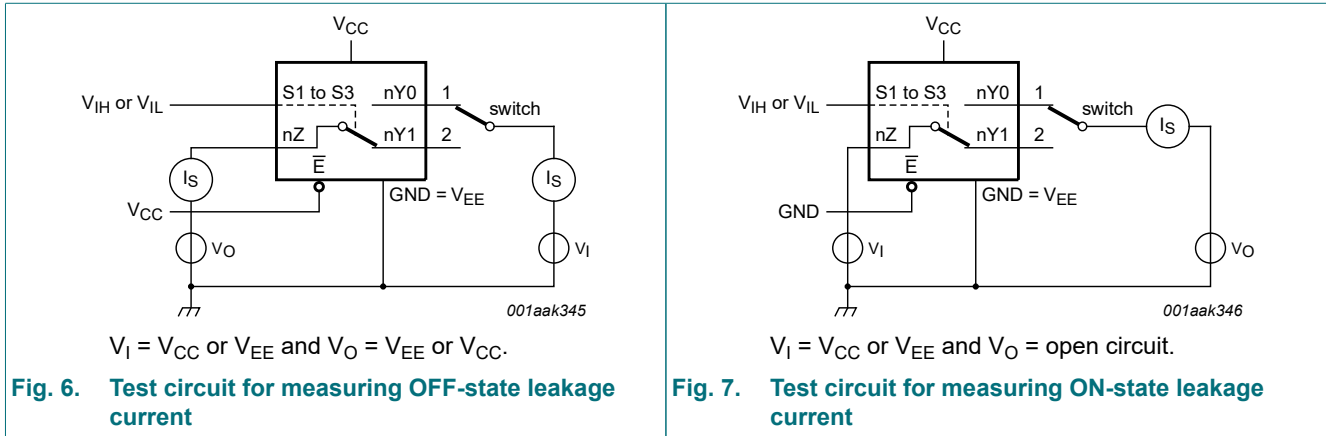 V_CC
V_IH or V_IL
S1 to S3
nY0
1
switch
nZ
nY1
2
E̅
I_S
I_S
V_CC
GND = V_EE
V_O
V_I
001aak345
V_I = V_CC or V_EE and V_O = V_EE or V_CC.
Fig. 6. Test circuit for measuring OFF-state leakage
current
V_CC
V_IH or V_IL
S1 to S3
nY0
1
switch
I_S
nZ
nY1
2
E̅
GND = V_EE
GND
V_I
V_O
001aak346
V_I = V_CC or V_EE and V_O = open circuit.
Fig. 7. Test circuit for measuring ON-state leakage
current